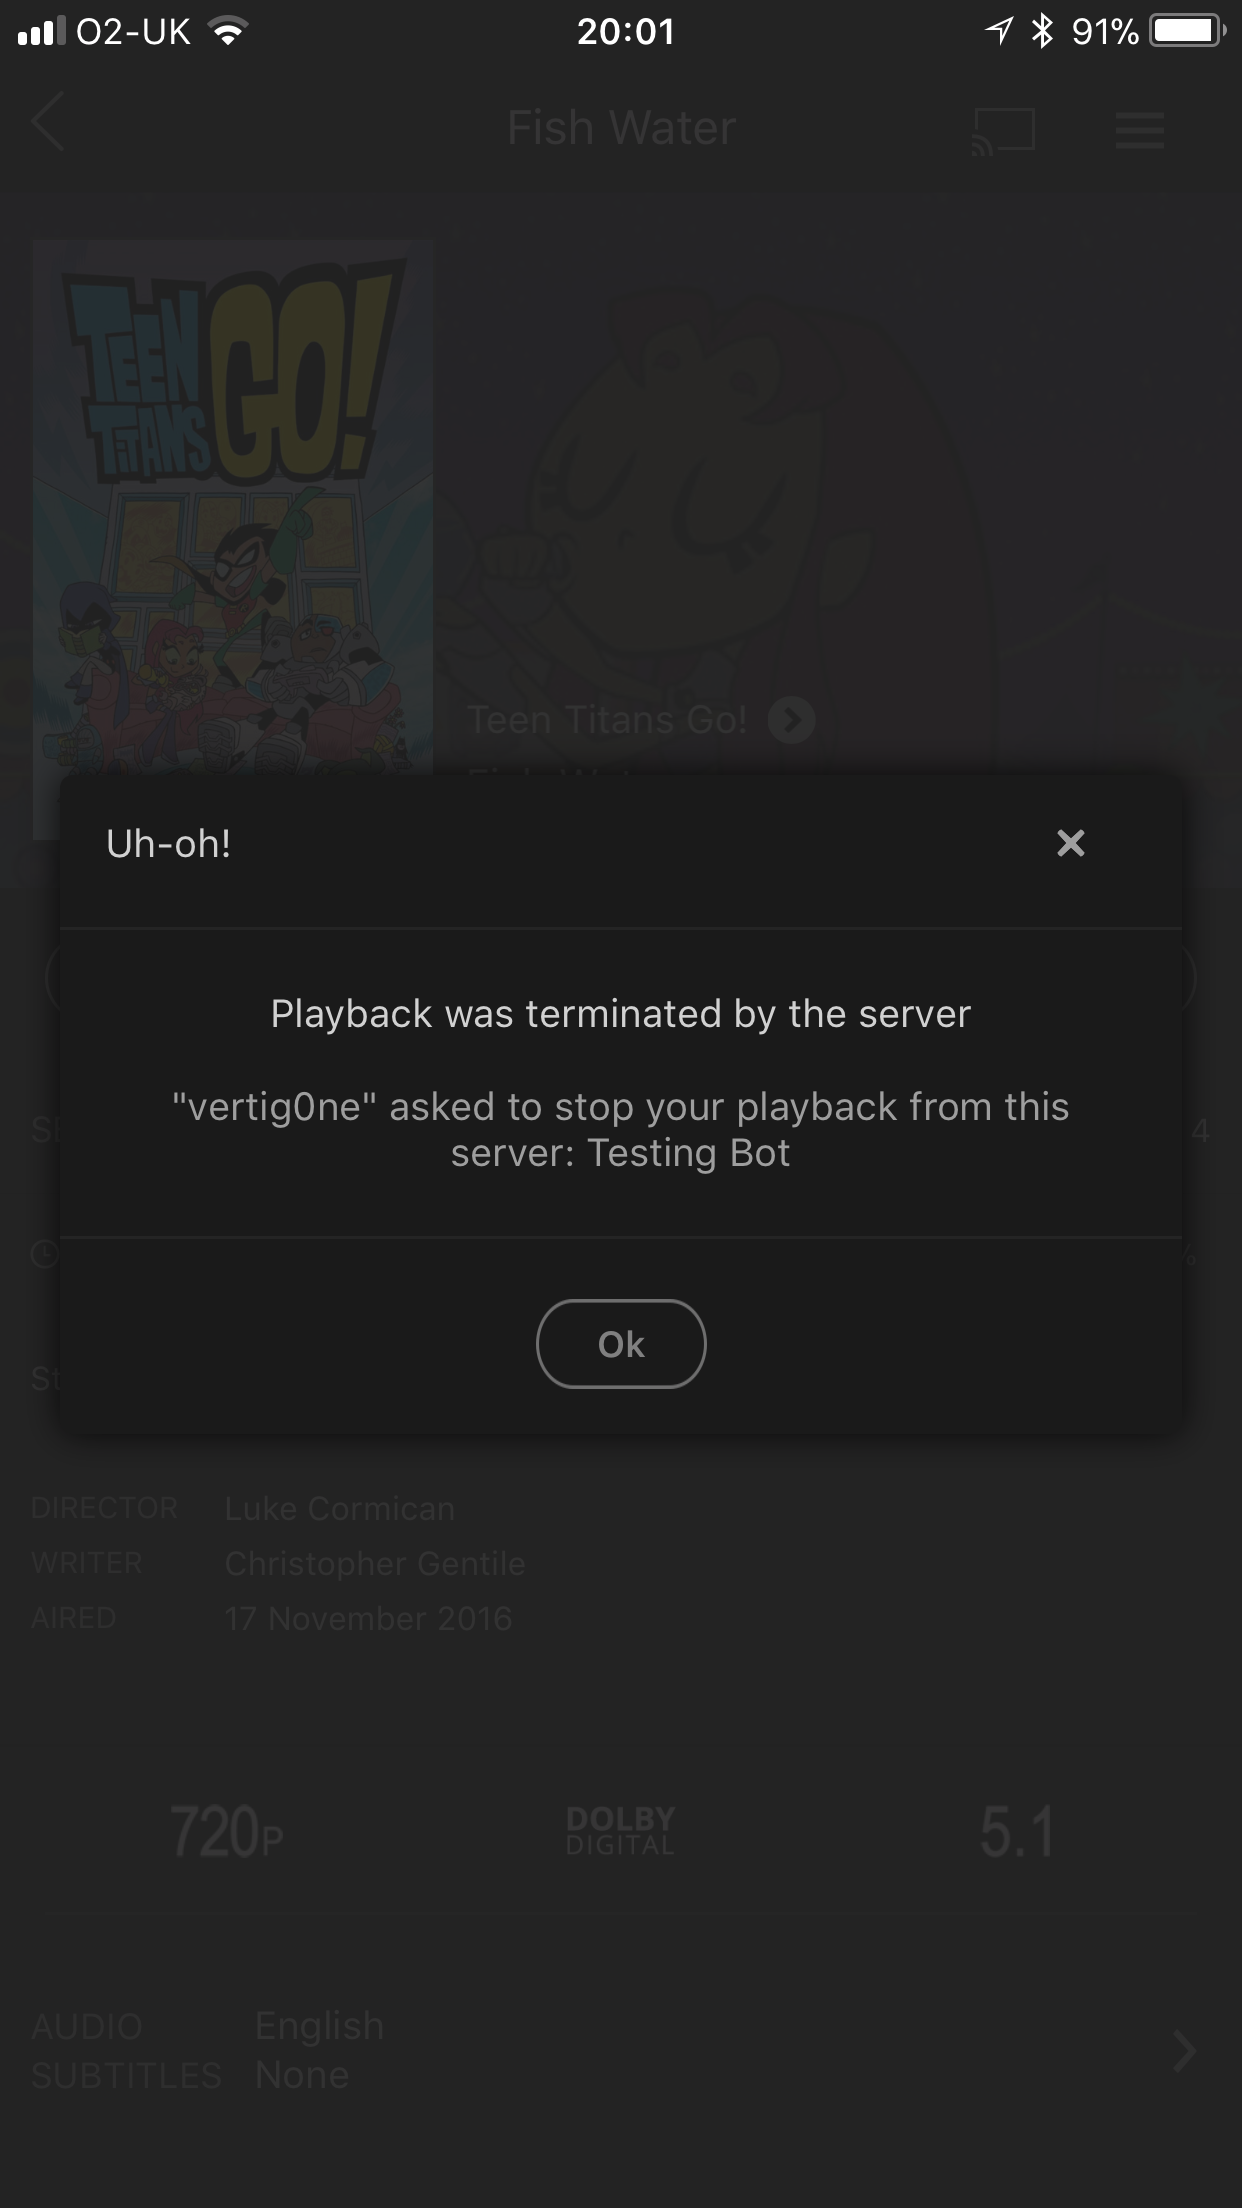 O2-UK 20:01 91%
Fish Water
TEEN
TITANS
GO!
Teen Titans Go!
Uh-oh!
Playback was terminated by the server
"vertig0ne" asked to stop your playback from this
server: Testing Bot
Ok
DIRECTOR Luke Cormican
WRITER Christopher Gentile
AIRED 17 November 2016
720P DOLBY DIGITAL 5.1
AUDIO English
SUBTITLES None